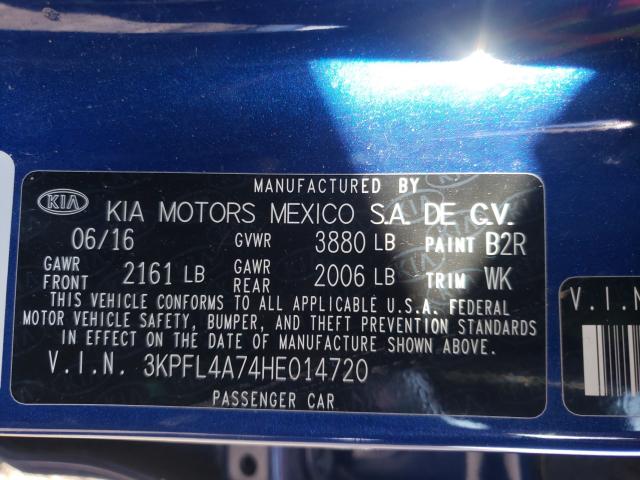 MANUFACTURED BY
KIA KIA MOTORS MEXICO S.A. DE C.V.
06/16 GVWR 3880 LB PAINT B2R
GAWR FRONT 2161 LB GAWR REAR 2006 LB TRIM WK
THIS VEHICLE CONFORMS TO ALL APPLICABLE U.S.A. FEDERAL
MOTOR VEHICLE SAFETY, BUMPER, AND THEFT PREVENTION STANDARDS
IN EFFECT ON THE DATE OF MANUFACTURE SHOWN ABOVE.
V.I.N. 3KPFL4A74HE014720
PASSENGER CAR
V.I.N